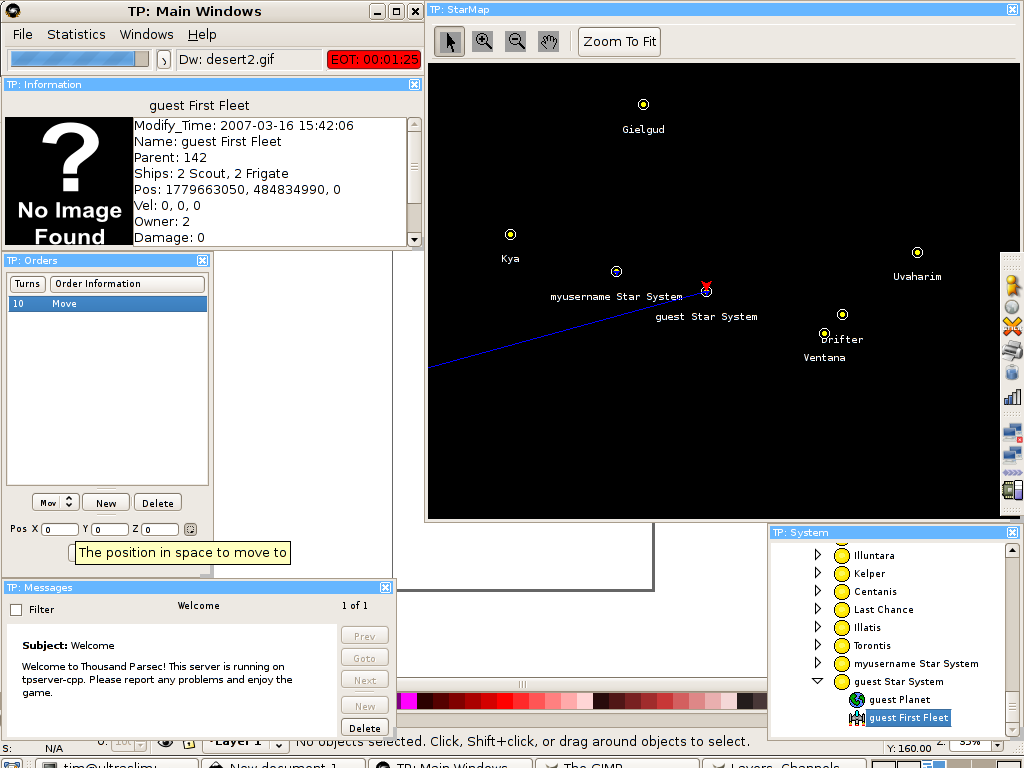 TP: Main Windows
File Statistics Windows Help
Dw: desert2.gif EOT: 00:01:25
TP: Information
guest First Fleet
? No Image Found
Modify_Time: 2007-03-16 15:42:06
Name: guest First Fleet
Parent: 142
Ships: 2 Scout, 2 Frigate
Pos: 1779663050, 484834990, 0
Vel: 0, 0, 0
Owner: 2
Damage: 0
TP: Orders
Turns Order Information
10 Move
Mov New Delete
Pos X 0 Y 0 Z 0
The position in space to move to
TP: Messages
Filter Welcome 1 of 1
Subject: Welcome
Welcome to Thousand Parsec! This server is running on
tpserver-cpp. Please report any problems and enjoy the
game.
Prev
Goto
Next
New
Delete
TP: StarMap
Zoom To Fit
Gielgud
Kya
Uvaharim
myusername Star System
guest Star System
Drifter
Ventana
TP: System
Illuntara
Kelper
Centanis
Last Chance
Illatis
Torontis
myusername Star System
guest Star System
guest Planet
guest First Fleet
S: N/A
Layer 1
No objects selected. Click, Shift+click, or drag around objects to select.
Y: 160.00 Z: 35%
tim@ultraslim: New document 1 TP: Main Windows The GIMP Layers, Channels,